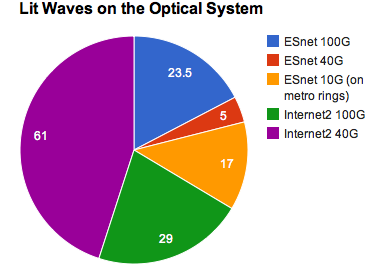 Lit Waves on the Optical System
23.5
5
17
29
61
ESnet 100G
ESnet 40G
ESnet 10G (on
metro rings)
Internet2 100G
Internet2 40G